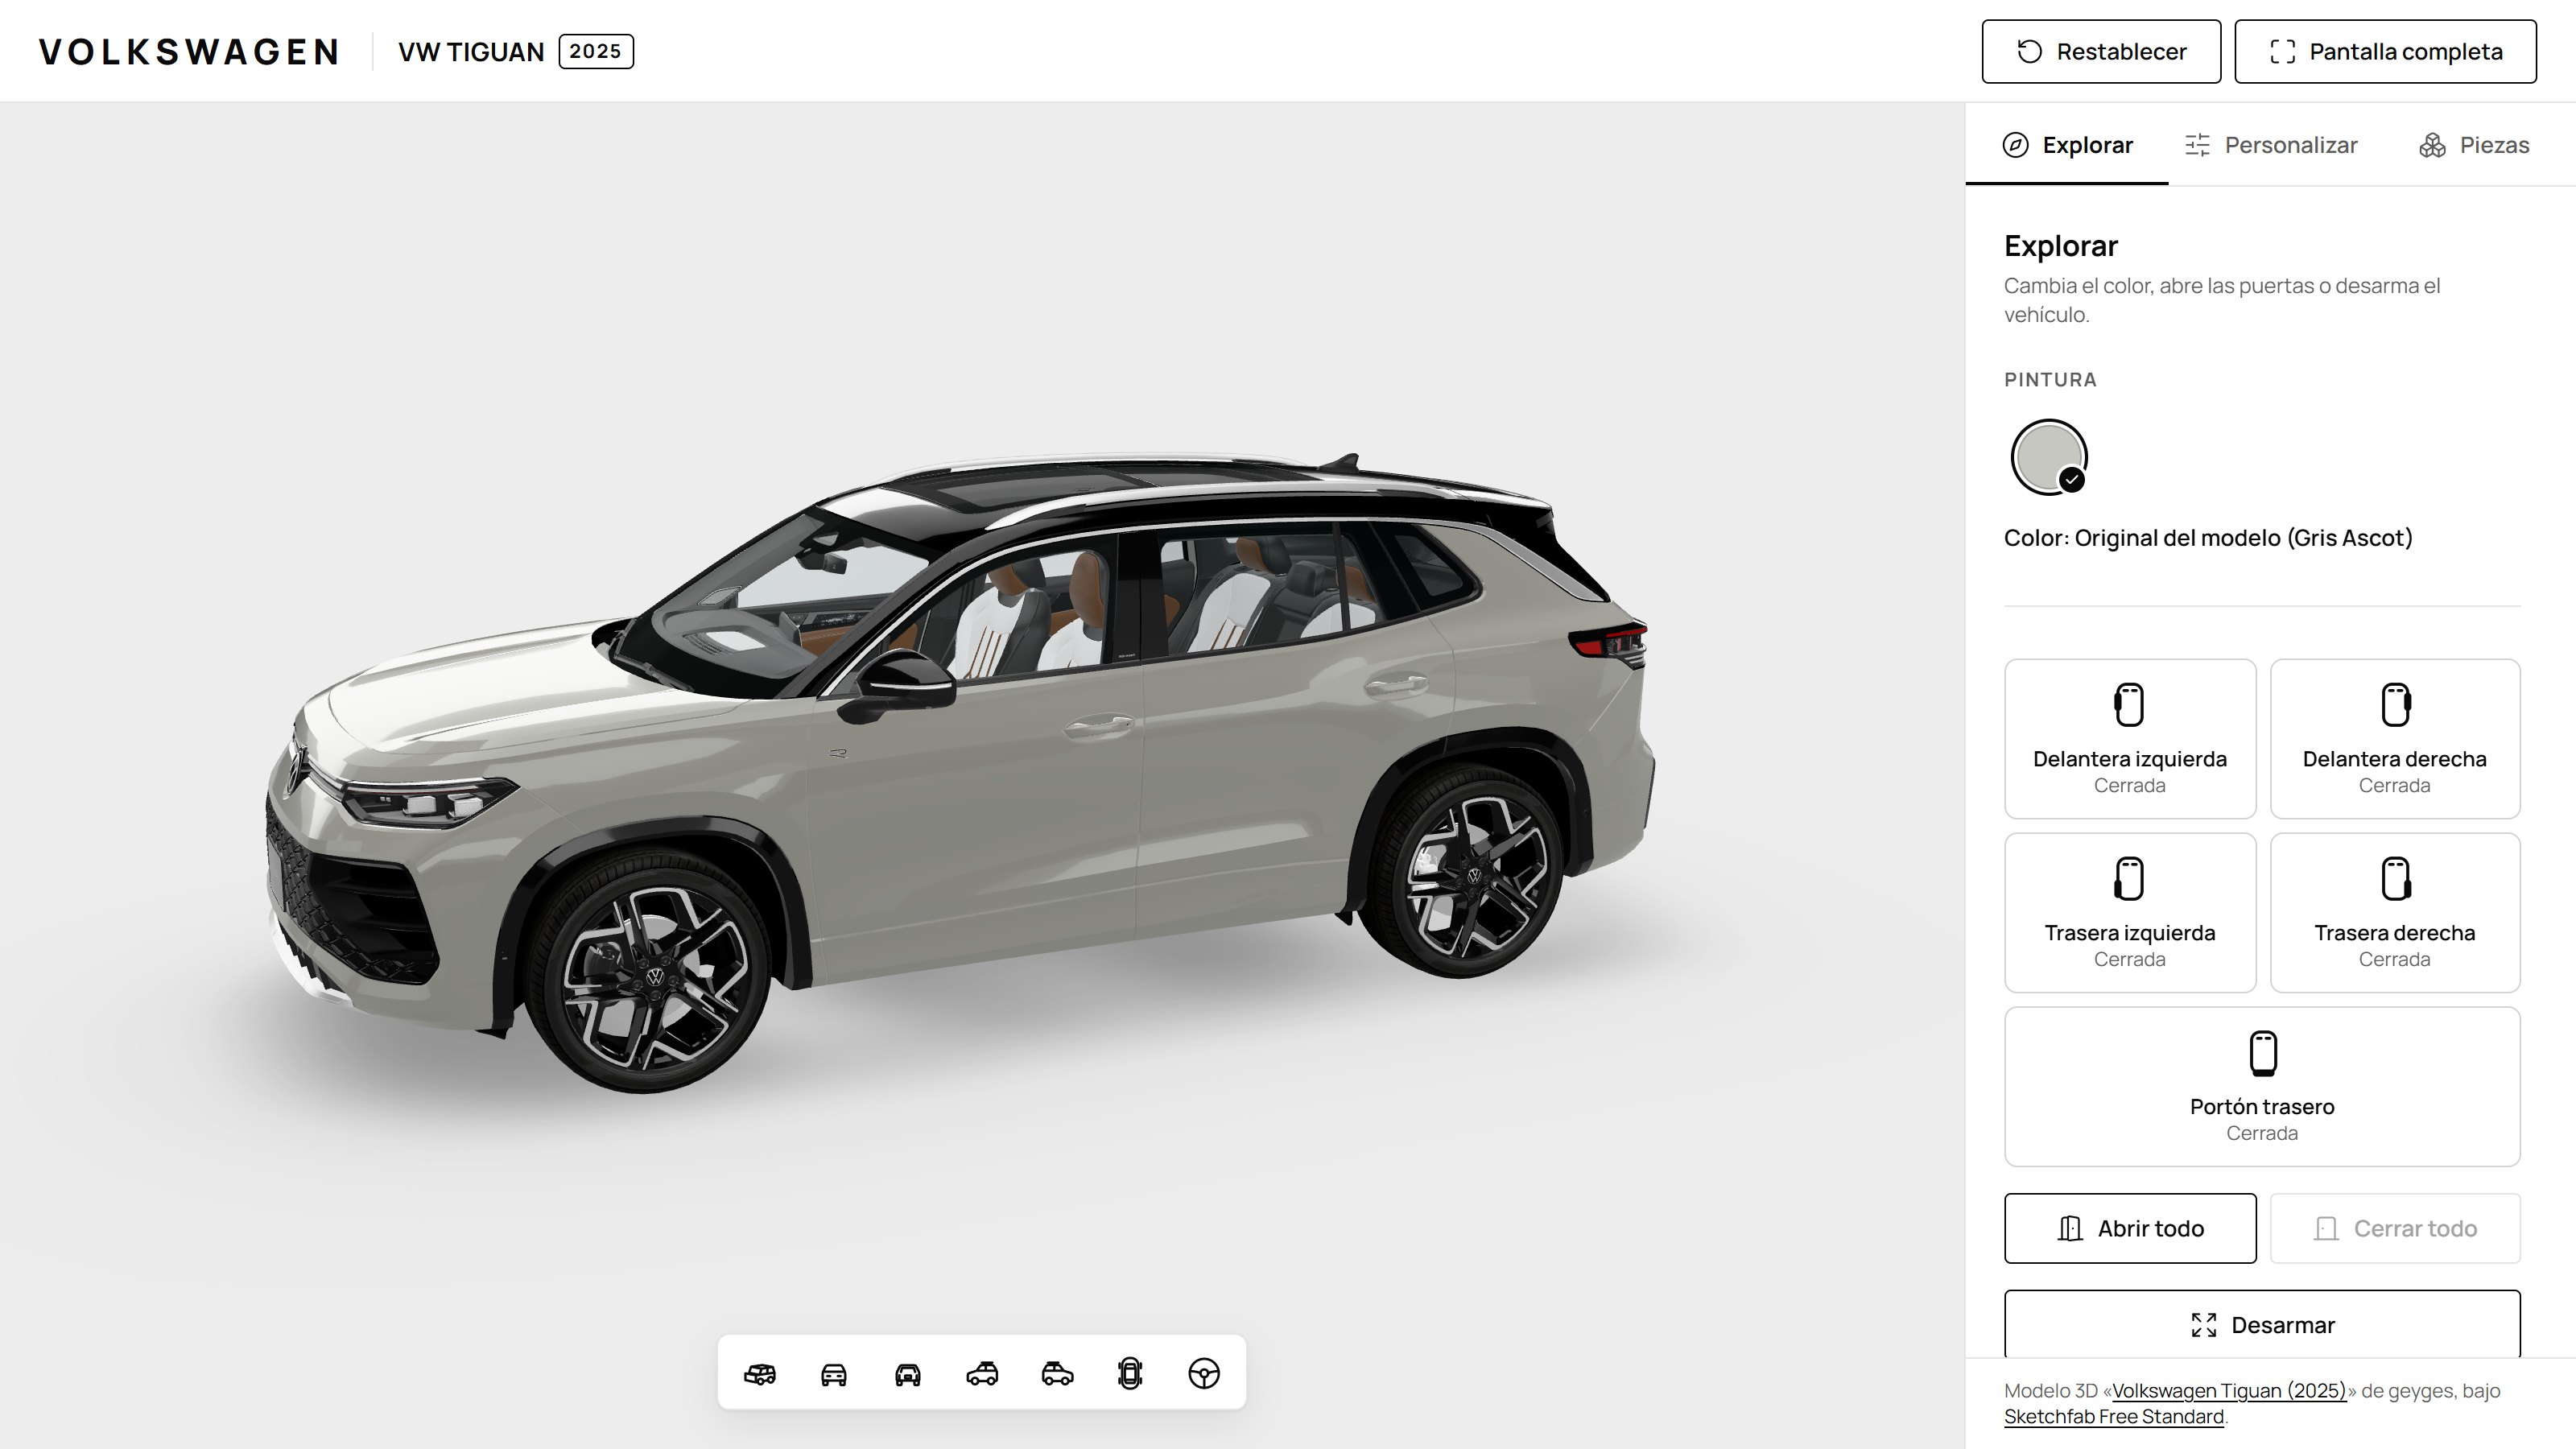 VOLKSWAGEN
VW TIGUAN
2025
Restablecer
Pantalla completa
Explorar
Personalizar
Piezas
Explorar
Cambia el color, abre las puertas o desarma el
vehículo.
PINTURA
Color: Original del modelo (Gris Ascot)
Delantera izquierda
Cerrada
Delantera derecha
Cerrada
Trasera izquierda
Cerrada
Trasera derecha
Cerrada
Portón trasero
Cerrada
Abrir todo
Cerrar todo
Desarmar
Modelo 3D «Volkswagen Tiguan (2025)» de geyges, bajo
Sketchfab Free Standard.